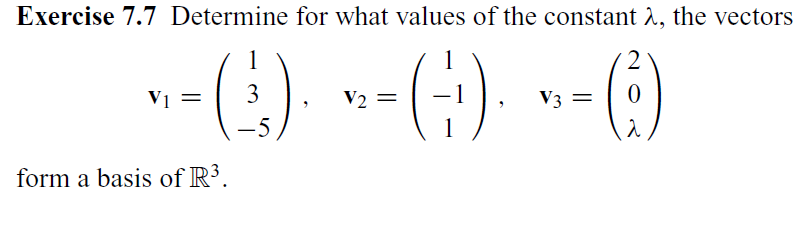 Exercise 7.7 Determine for what values of the constant λ, the vectors
v₁ = ( 1 3 −5 ), v₂ = ( 1 −1 1 ), v₃ = ( 2 0 λ )
form a basis of ℝ³.